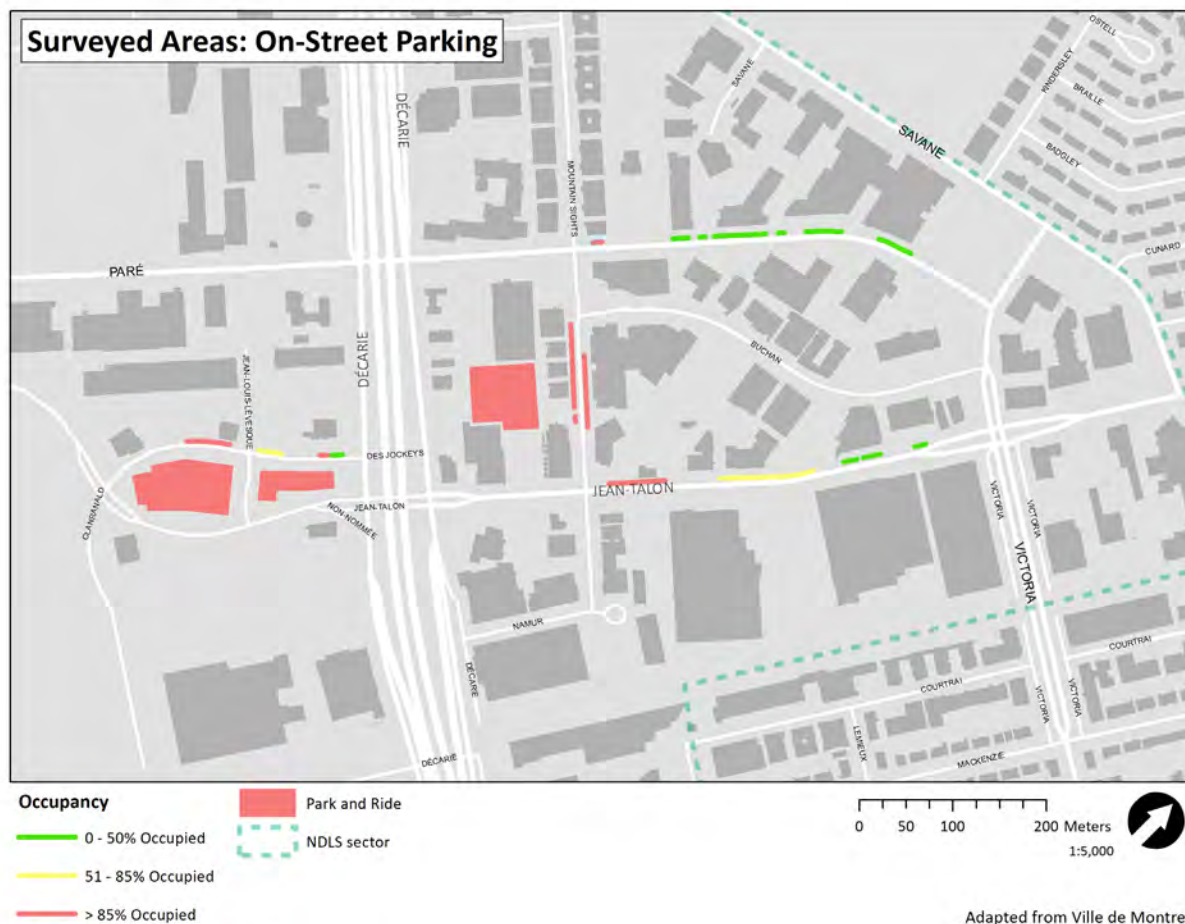 Surveyed Areas: On-Street Parking
OSTELL
KINDERSLEY
BRAILLE
BADGLEY
CUNARD
SAVANE
SAVANE
DÉCARIE
MOUNTAIN SIGHTS
PARÉ
DÉCARIE
JEAN-LOUIS-LÉVESQUE
BUCHAN
DES JOCKEYS
JEAN-TALON
JEAN-TALON
NON-NOMMÉE
CLANRANALD
VICTORIA
VICTORIA
VICTORIA
NAMUR
DÉCARIE
COURTRAI
COURTRAI
VICTORIA
VICTORIA
LEMIEUX
MACKENZIE
DÉCARIE
Occupancy
0 - 50% Occupied
51 - 85% Occupied
> 85% Occupied
Park and Ride
NDLS sector
0 50 100 200 Meters
1:5,000
Adapted from Ville de Montre